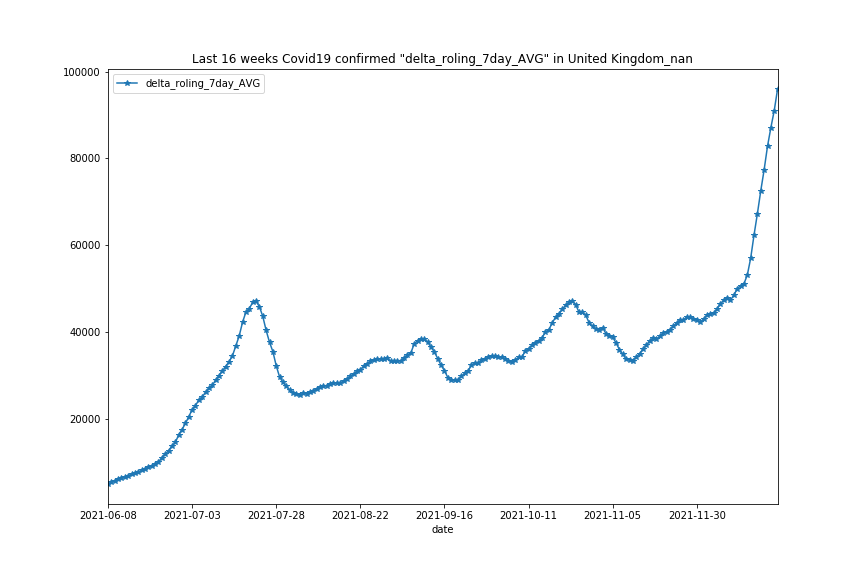 Last 16 weeks Covid19 confirmed "delta_roling_7day_AVG" in United Kingdom_nan
delta_roling_7day_AVG
100000
80000
60000
40000
20000
2021-06-08 2021-07-03 2021-07-28 2021-08-22 2021-09-16 2021-10-11 2021-11-05 2021-11-30
date